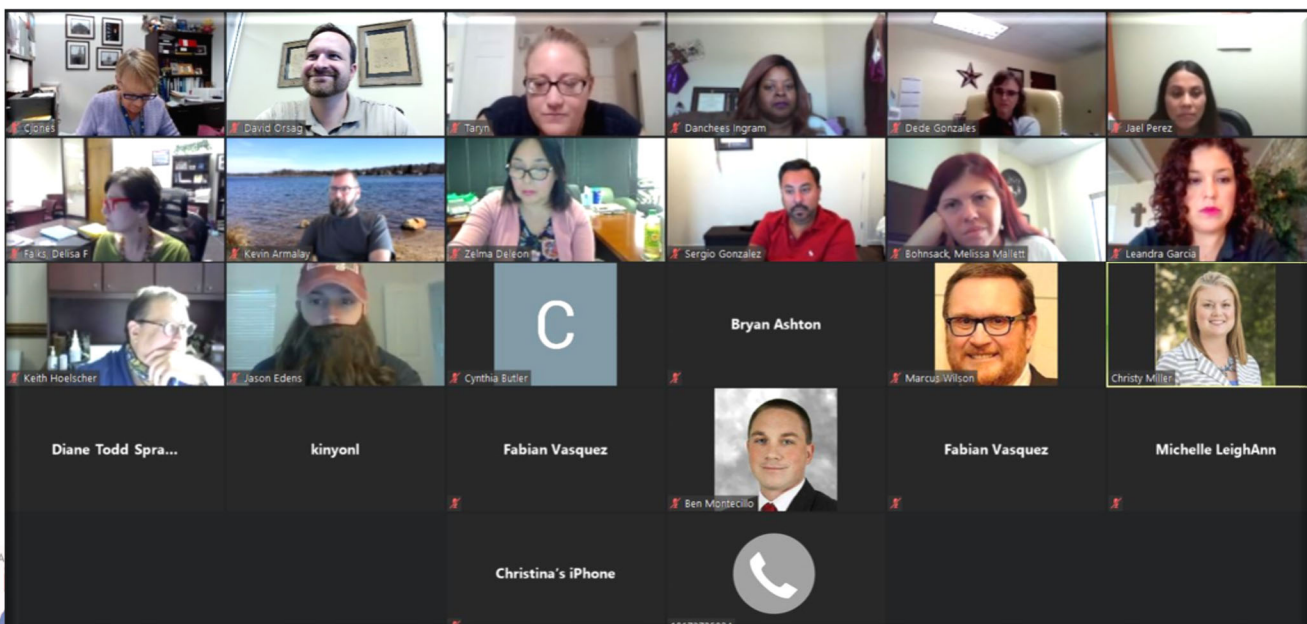 Cjones
David Orsag
Taryn
Danchees Ingram
Dede Gonzales
Jael Perez
Falks, Delisa F
Kevin Armalay
Zelma Deleon
Sergio Gonzalez
Bohnsack, Melissa Mallett
Leandra Garcia
Keith Hoelscher
Jason Edens
C
Cynthia Butler
Bryan Ashton
Marcus Wilson
Christy Miller
Diane Todd Spra...
kinyonl
Fabian Vasquez
Ben Montecillo
Fabian Vasquez
Michelle LeighAnn
Christina's iPhone